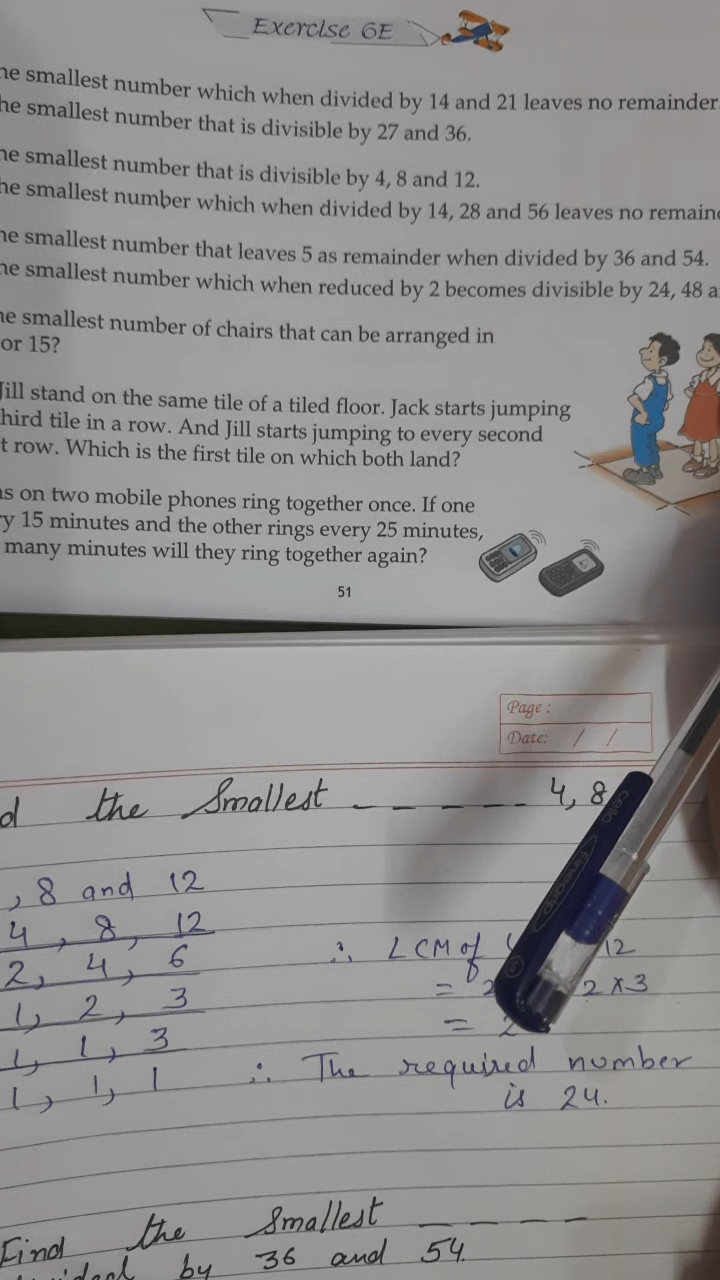 Exercise 6E
he smallest number which when divided by 14 and 21 leaves no remainder.
he smallest number that is divisible by 27 and 36.
he smallest number that is divisible by 4, 8 and 12.
he smallest number which when divided by 14, 28 and 56 leaves no remain
he smallest number that leaves 5 as remainder when divided by 36 and 54.
he smallest number which when reduced by 2 becomes divisible by 24, 48 a
he smallest number of chairs that can be arranged in
or 15?
Jill stand on the same tile of a tiled floor. Jack starts jumping
hird tile in a row. And Jill starts jumping to every second
t row. Which is the first tile on which both land?
s on two mobile phones ring together once. If one
y 15 minutes and the other rings every 25 minutes,
many minutes will they ring together again?
51
Page :
Date: / /
d the Smallest _ _ _ _ _ 4, 8
, 8 and 12
4, 8, 12
2, 4, 6
1, 2, 3
1, 1, 3
1, 1, 1
∴ LCM of 12
= 2 2 x 3
= 2
∴ The required number
is 24.
Find the Smallest _ _ _ _
by 36 and 54
cello